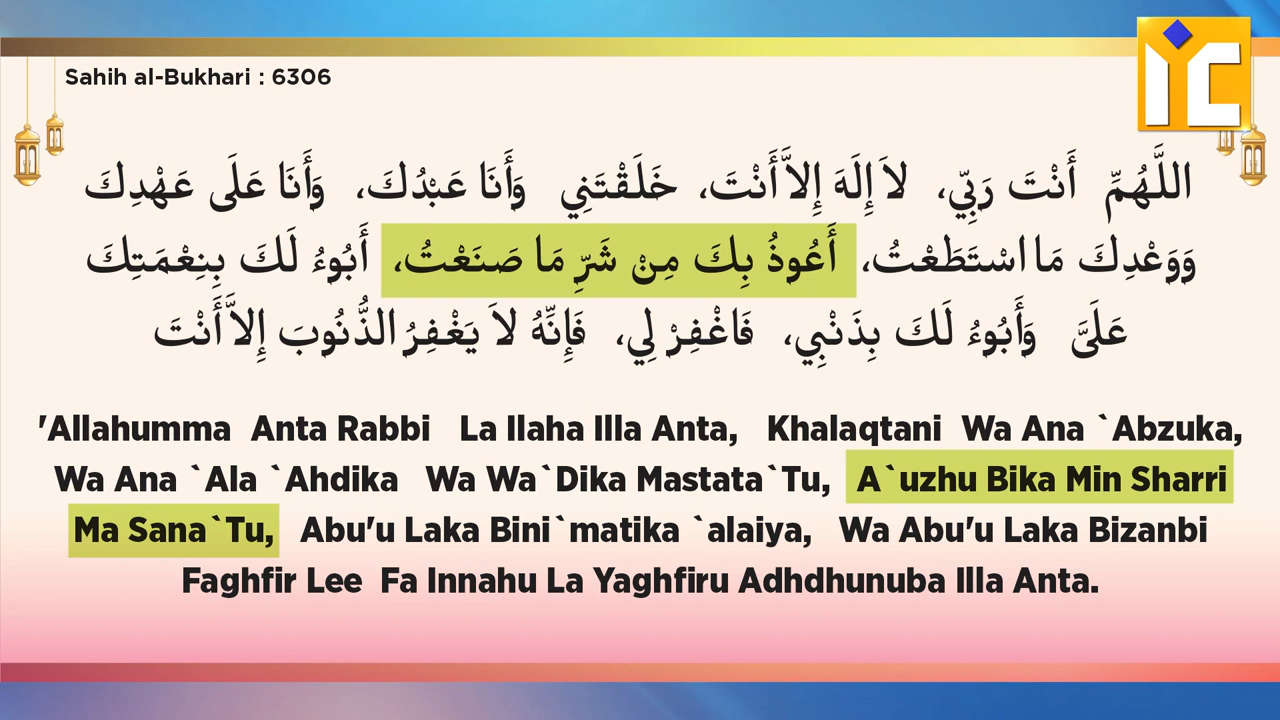 Sahih al-Bukhari : 6306
اللَّهُمِّ أَنْتَ رَبِّي، لاَ إِلَهَ إِلاَّ أَنْتَ، خَلَقْتَنِي وَأَنَا عَبْدُكَ، وَأَنَا عَلَى عَهْدِكَ
وَوَعْدِكَ مَا اسْتَطَعْتُ، أَعُوذُ بِكَ مِنْ شَرِّ مَا صَنَعْتُ، أَبُوءُ لَكَ بِنِعْمَتِكَ
عَلَىَّ وَأَبُوءُ لَكَ بِذَنْبِي، فَاغْفِرْ لِي، فَإِنَّهُ لاَ يَغْفِرُ الذُّنُوبَ إِلاَّ أَنْتَ
'Allahumma Anta Rabbi La Ilaha Illa Anta, Khalaqtani Wa Ana `Abzuka,
Wa Ana `Ala `Ahdika Wa Wa`Dika Mastata`Tu, A`uzhu Bika Min Sharri
Ma Sana`Tu, Abu'u Laka Bini`matika `alaiya, Wa Abu'u Laka Bizanbi
Faghfir Lee Fa Innahu La Yaghfiru Adhdhunuba Illa Anta.
iC